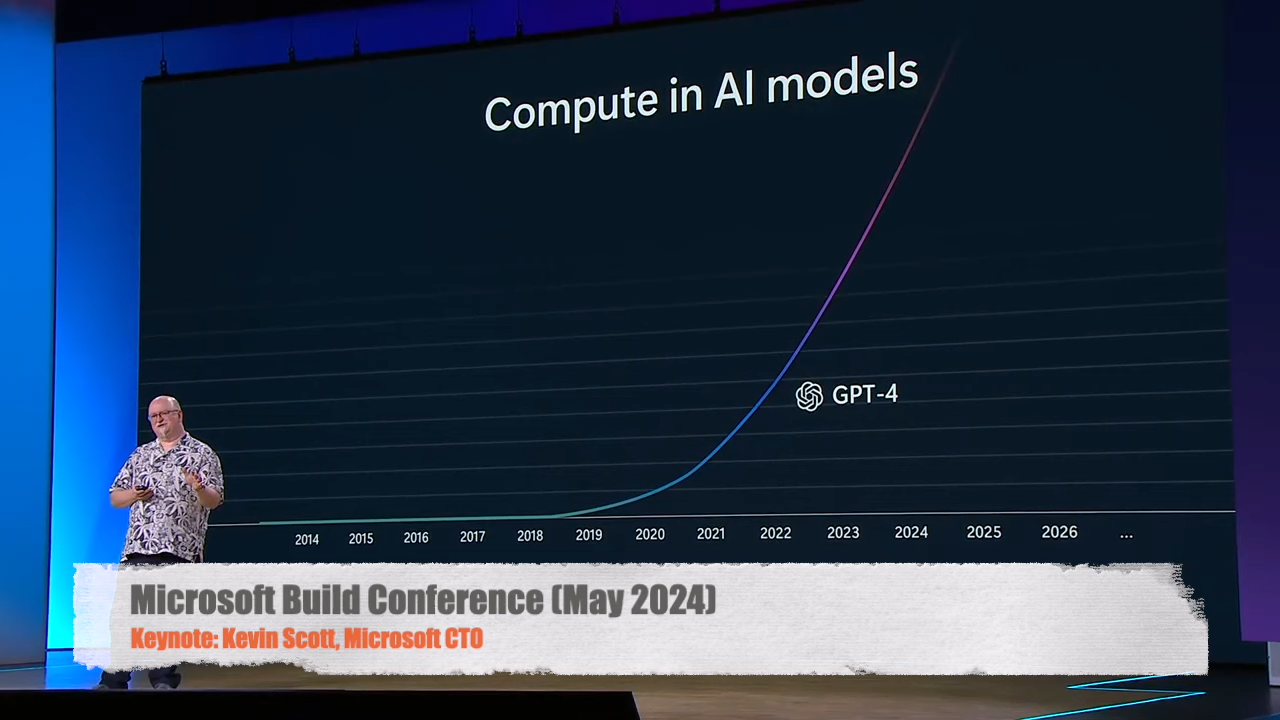 Compute in AI models
GPT-4
2014 2015 2016 2017 2018 2019 2020 2021 2022 2023 2024 2025 2026 ...
Microsoft Build Conference (May 2024)
Keynote: Kevin Scott, Microsoft CTO